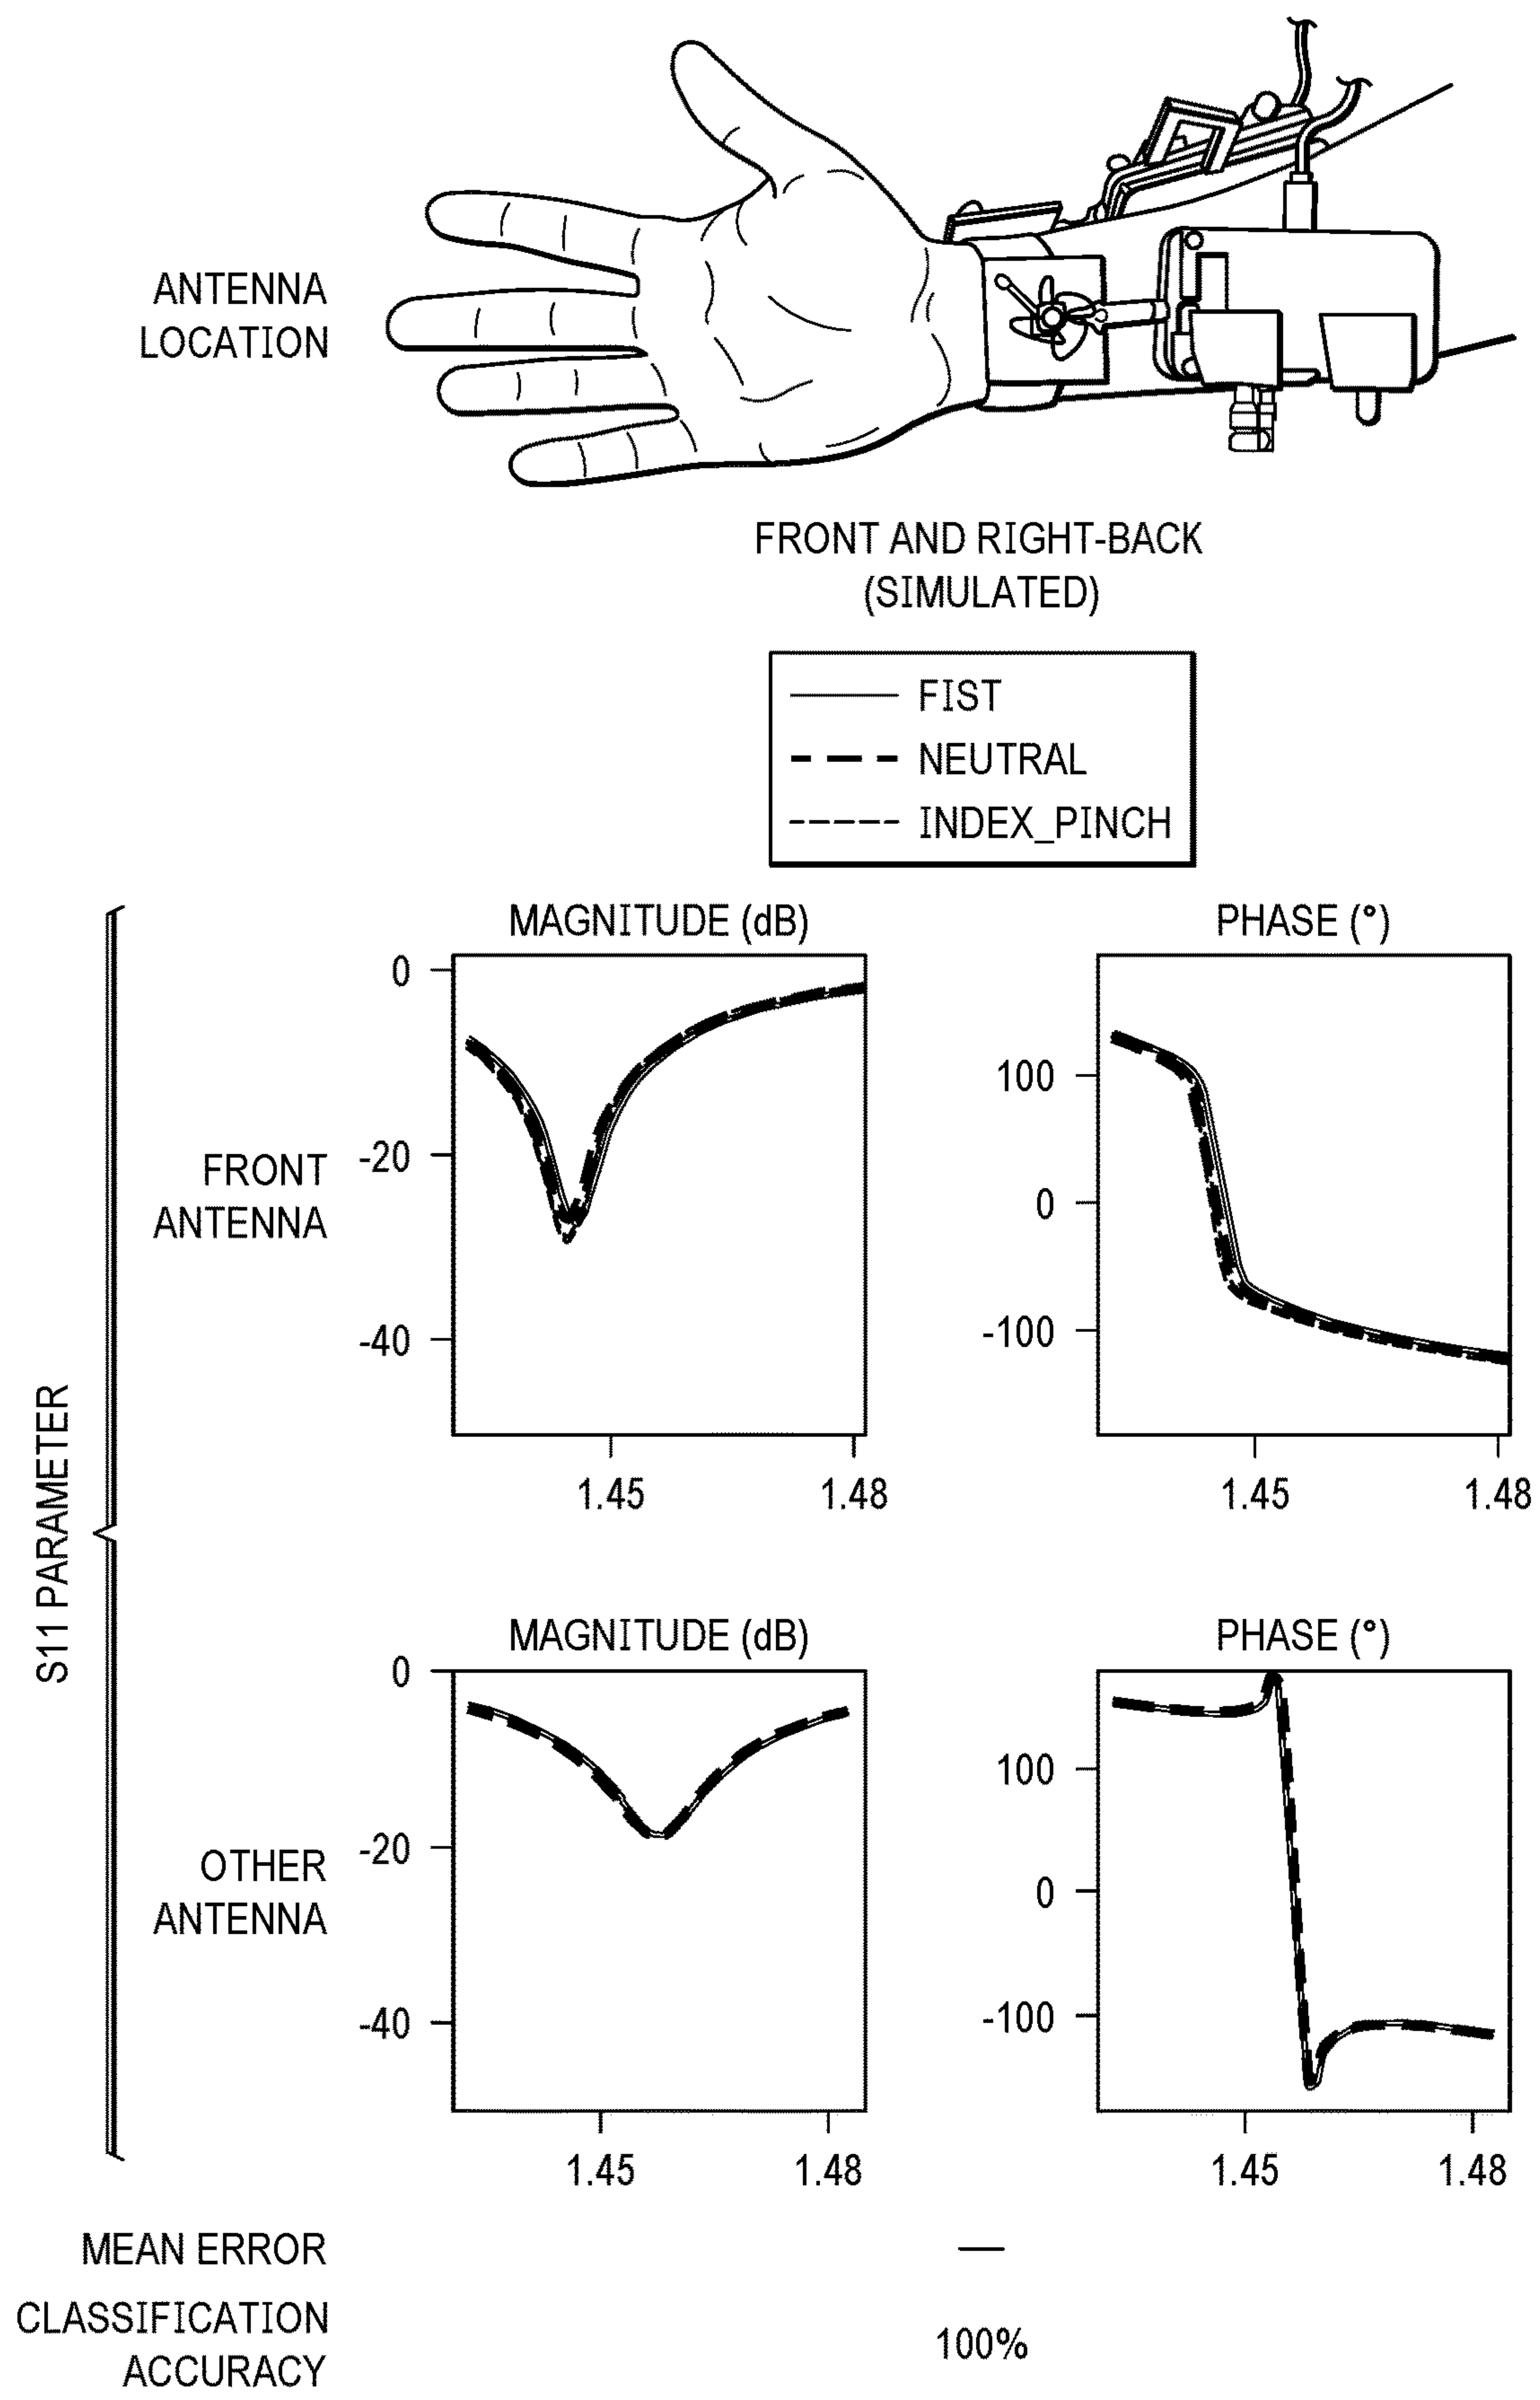 ANTENNA
LOCATION
FRONT AND RIGHT-BACK
(SIMULATED)
FIST
NEUTRAL
INDEX_PINCH
S11 PARAMETER
FRONT
ANTENNA
MAGNITUDE (dB)
0
-20
-40
1.45
1.48
PHASE (°)
100
0
-100
1.45
1.48
OTHER
ANTENNA
MAGNITUDE (dB)
0
-20
-40
1.45
1.48
PHASE (°)
100
0
-100
1.45
1.48
MEAN ERROR
—
CLASSIFICATION
ACCURACY
100%